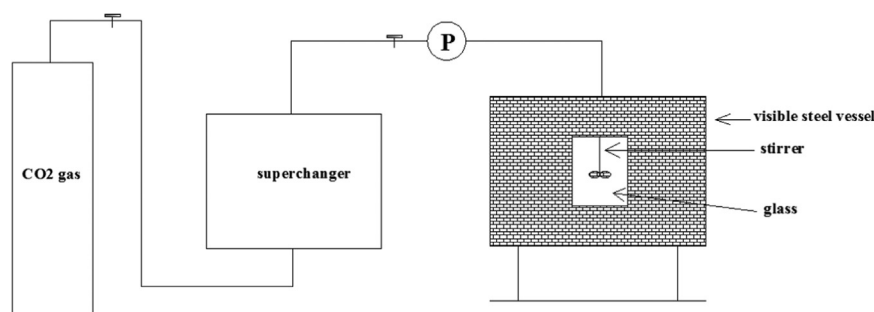 CO2 gas
superchanger
P
visible steel vessel
stirrer
glass